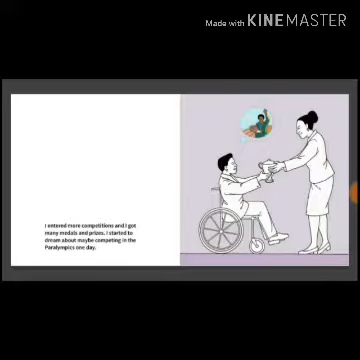 Made with KINEMASTER
I entered more competitions and I got
many medals and prizes. I started to
dream about maybe competing in the
Paralympics one day.